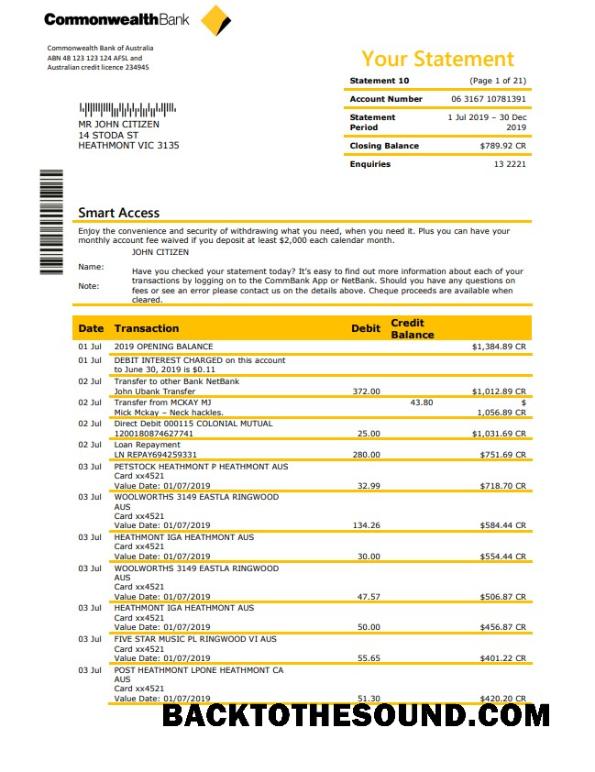 CommonwealthBank
Commonwealth Bank of Australia
ABN 48 123 123 124 AFSL and
Australian credit licence 234945
Your Statement
Statement 10 (Page 1 of 21)
Account Number 06 3167 10781391
Statement Period 1 Jul 2019 – 30 Dec 2019
Closing Balance $789.92 CR
Enquiries 13 2221
MR JOHN CITIZEN
14 STODA ST
HEATHMONT VIC 3135
Smart Access
Enjoy the convenience and security of withdrawing what you need, when you need it. Plus you can have your
monthly account fee waived if you deposit at least $2,000 each calendar month.
JOHN CITIZEN
Name:
Note:
Have you checked your statement today? It's easy to find out more information about each of your
transactions by logging on to the CommBank App or NetBank. Should you have any questions on
fees or see an error please contact us on the details above. Cheque proceeds are available when
cleared.
Date Transaction Debit Credit Balance
01 Jul 2019 OPENING BALANCE $1,384.89 CR
01 Jul DEBIT INTEREST CHARGED on this account
to June 30, 2019 is $0.11
02 Jul Transfer to other Bank NetBank
John Ubank Transfer 372.00 $1,012.89 CR
02 Jul Transfer from MCKAY MJ 43.80 $
Mick Mckay – Neck hackles. 1,056.89 CR
02 Jul Direct Debit 000115 COLONIAL MUTUAL
1200180874627741 25.00 $1,031.69 CR
02 Jul Loan Repayment
LN REPAY694259331 280.00 $751.69 CR
03 Jul PETSTOCK HEATHMONT P HEATHMONT AUS
Card xx4521
Value Date: 01/07/2019 32.99 $718.70 CR
03 Jul WOOLWORTHS 3149 EASTLA RINGWOOD
AUS
Card xx4521
Value Date: 01/07/2019 134.26 $584.44 CR
03 Jul HEATHMONT IGA HEATHMONT AUS
Card xx4521
Value Date: 01/07/2019 30.00 $554.44 CR
03 Jul WOOLWORTHS 3149 EASTLA RINGWOOD
AUS
Card xx4521
Value Date: 01/07/2019 47.57 $506.87 CR
03 Jul HEATHMONT IGA HEATHMONT AUS
Card xx4521
Value Date: 01/07/2019 50.00 $456.87 CR
03 Jul FIVE STAR MUSIC PL RINGWOOD VI AUS
Card xx4521
Value Date: 01/07/2019 55.65 $401.22 CR
03 Jul POST HEATHMONT LPONE HEATHMONT CA
AUS
Card xx4521
Value Date: 01/07/2019 51.30 $420.20 CR
BACKTOTHESOUND.COM